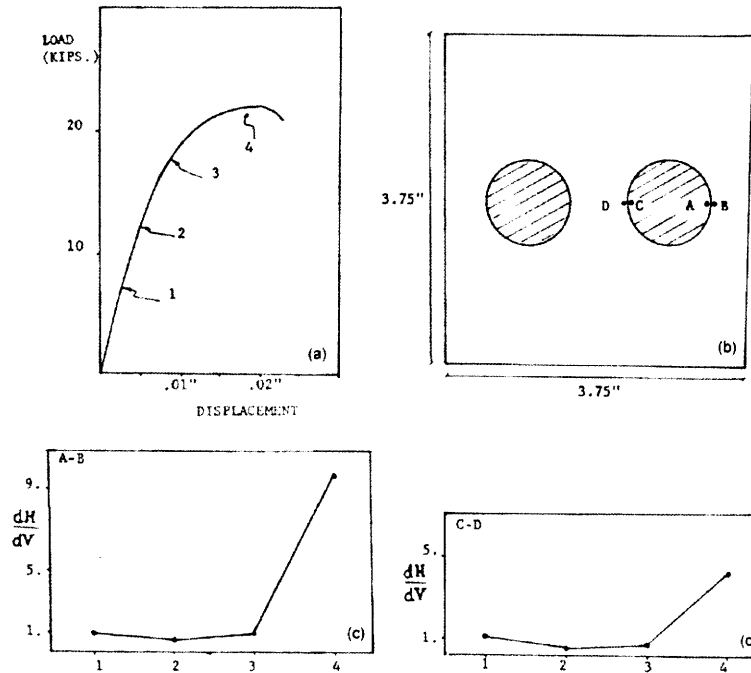 LOAD
(KIPS.)
20
10
1
2
3
4
(a)
.01" .02"
DISPLACEMENT
3.75"
D C A B
(b)
3.75"
A-B
9.
5.
1.
dH
dV
(c)
1 2 3 4
C-D
5.
1.
dH
dV
(d
1 2 3 4